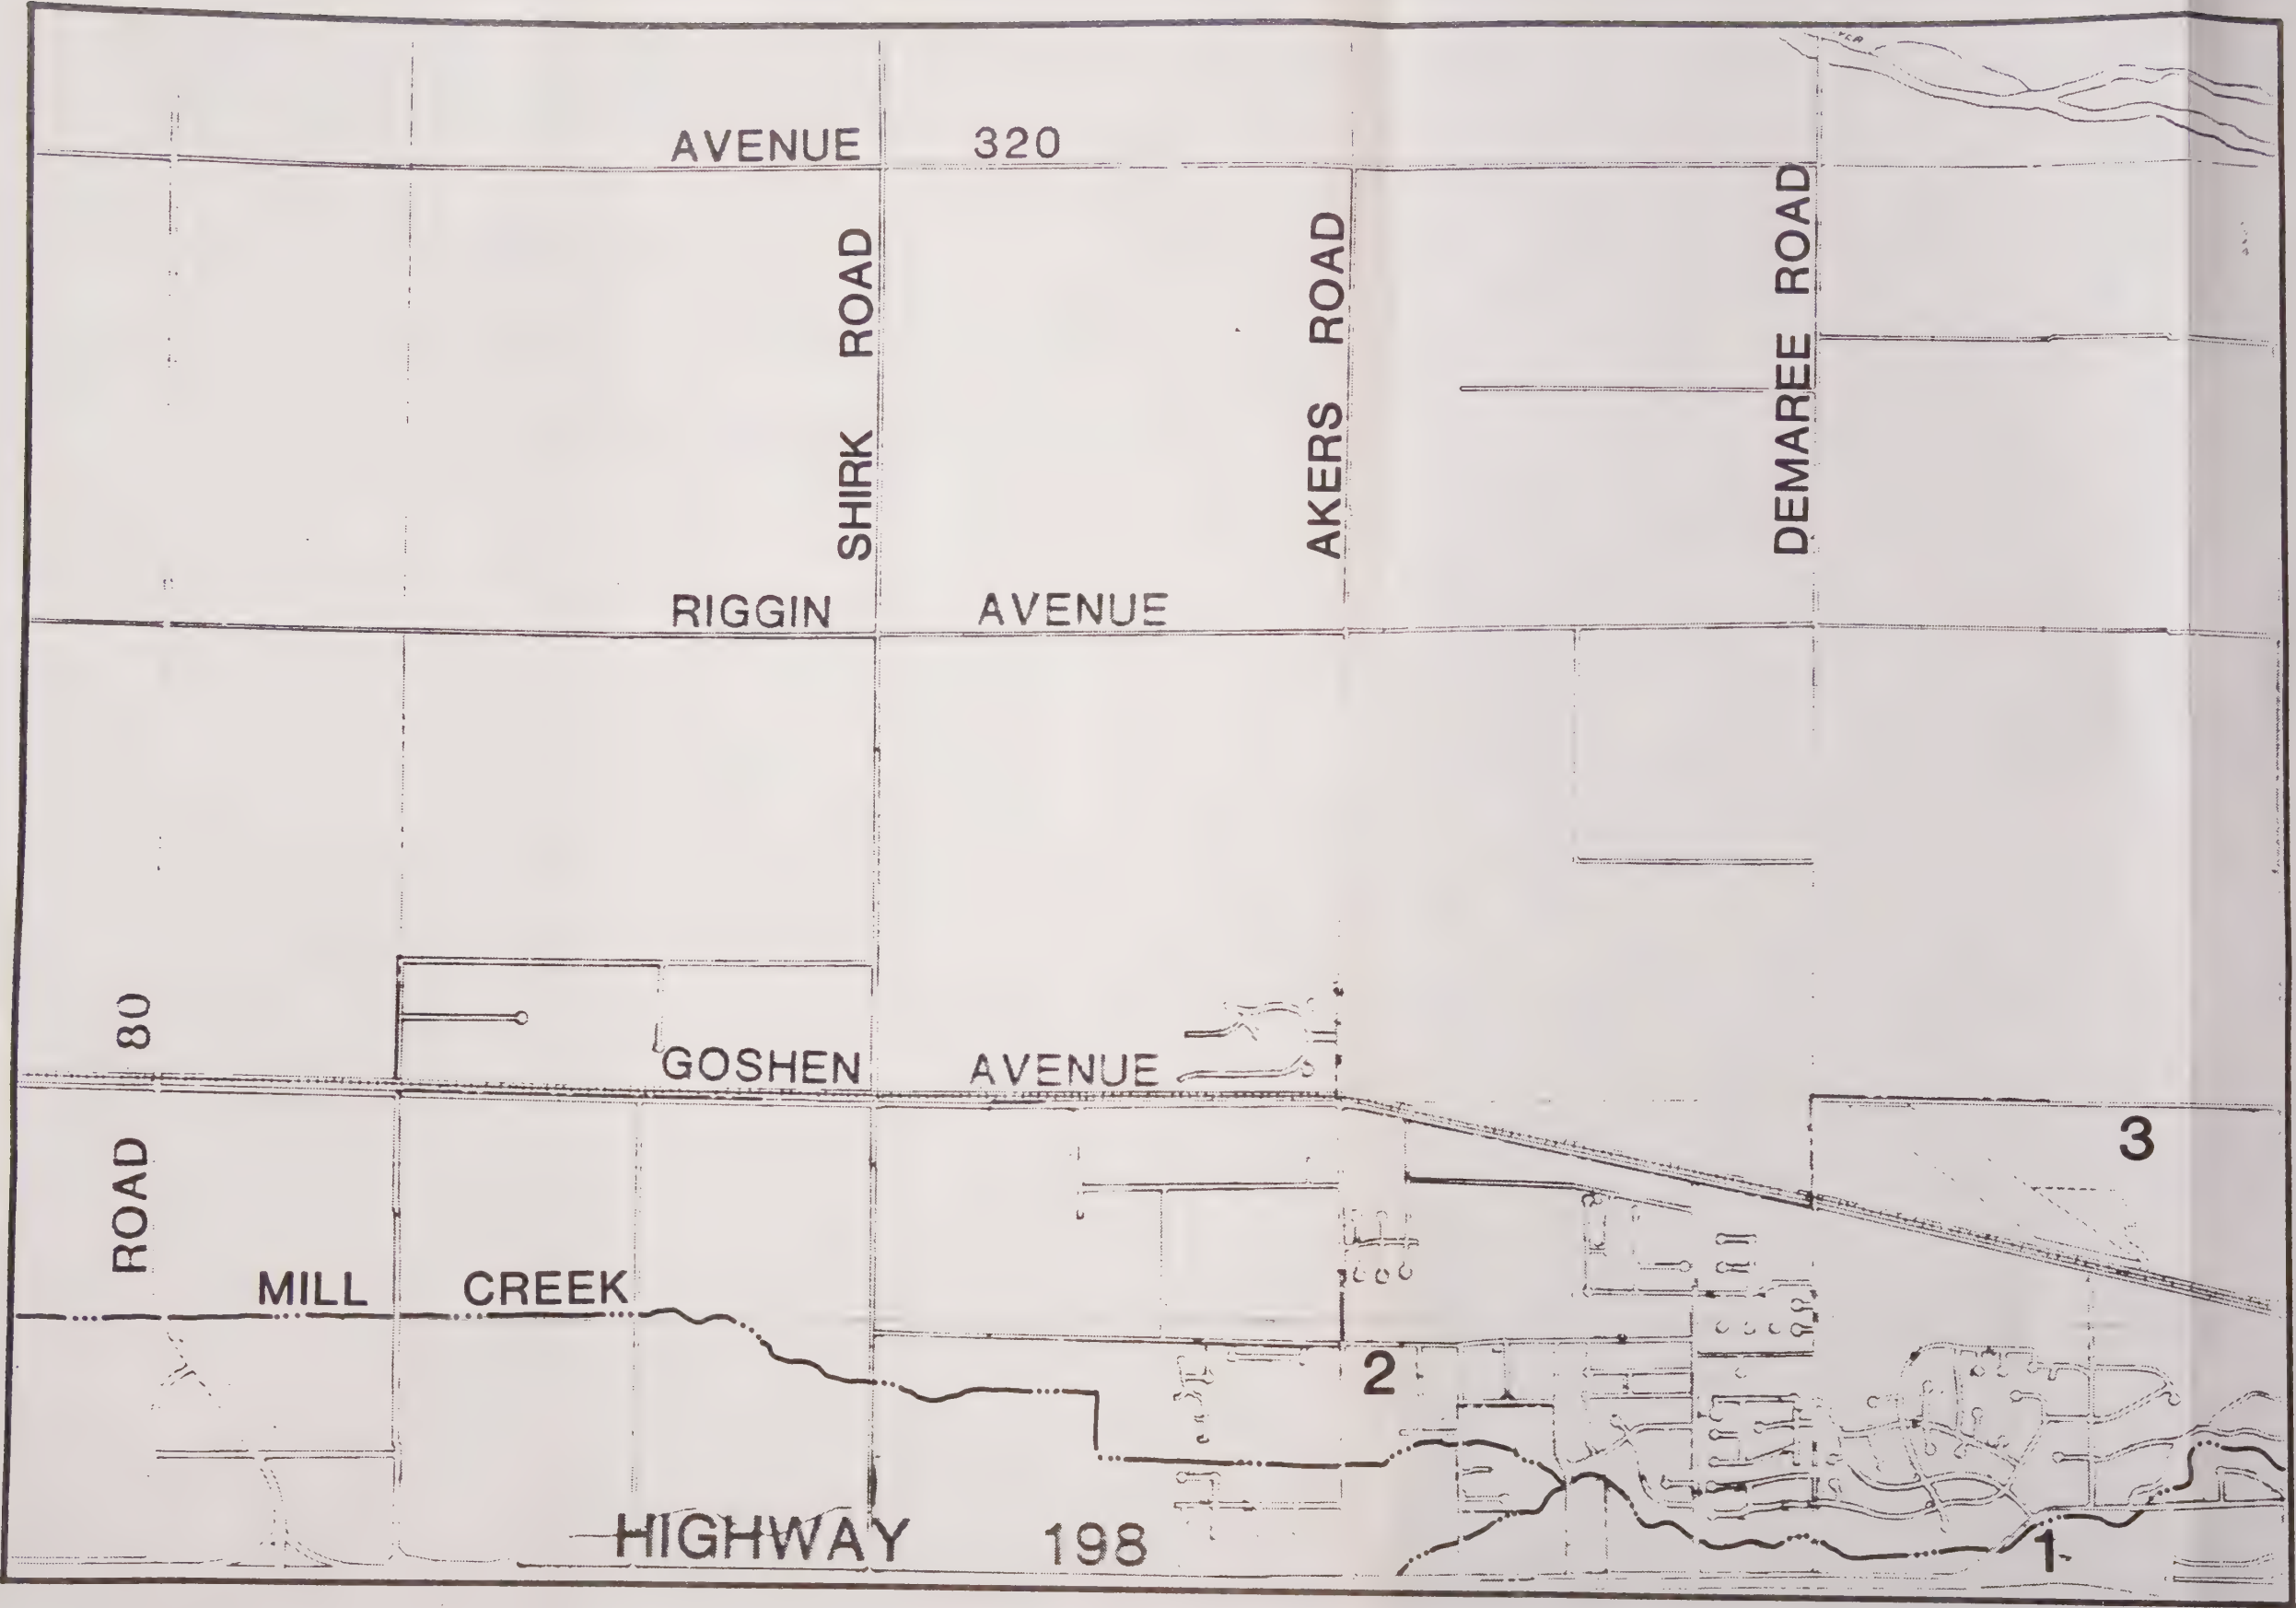 AVENUE 320
SHIRK ROAD
AKERS ROAD
DEMAREE ROAD
RIGGIN AVENUE
ROAD 80
GOSHEN AVENUE
3
MILL CREEK
2
HIGHWAY 198
1